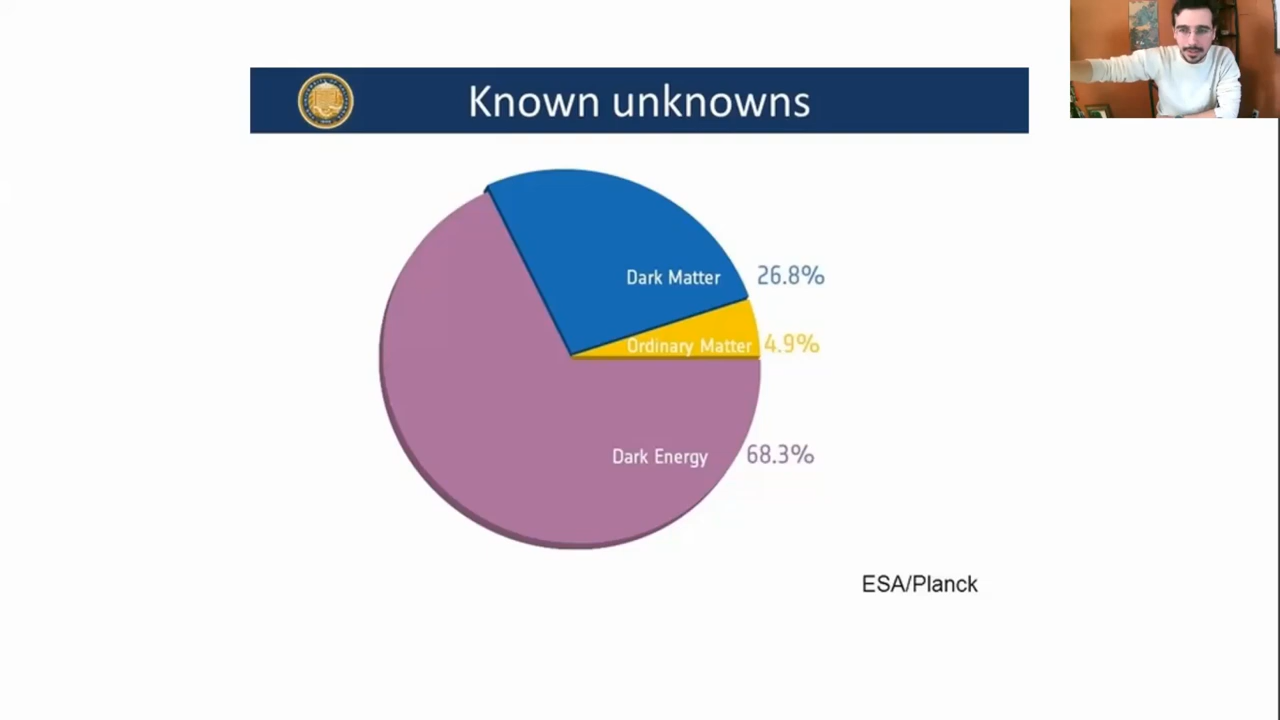 Known unknowns
Dark Matter 26.8%
Ordinary Matter 4.9%
Dark Energy 68.3%
ESA/Planck